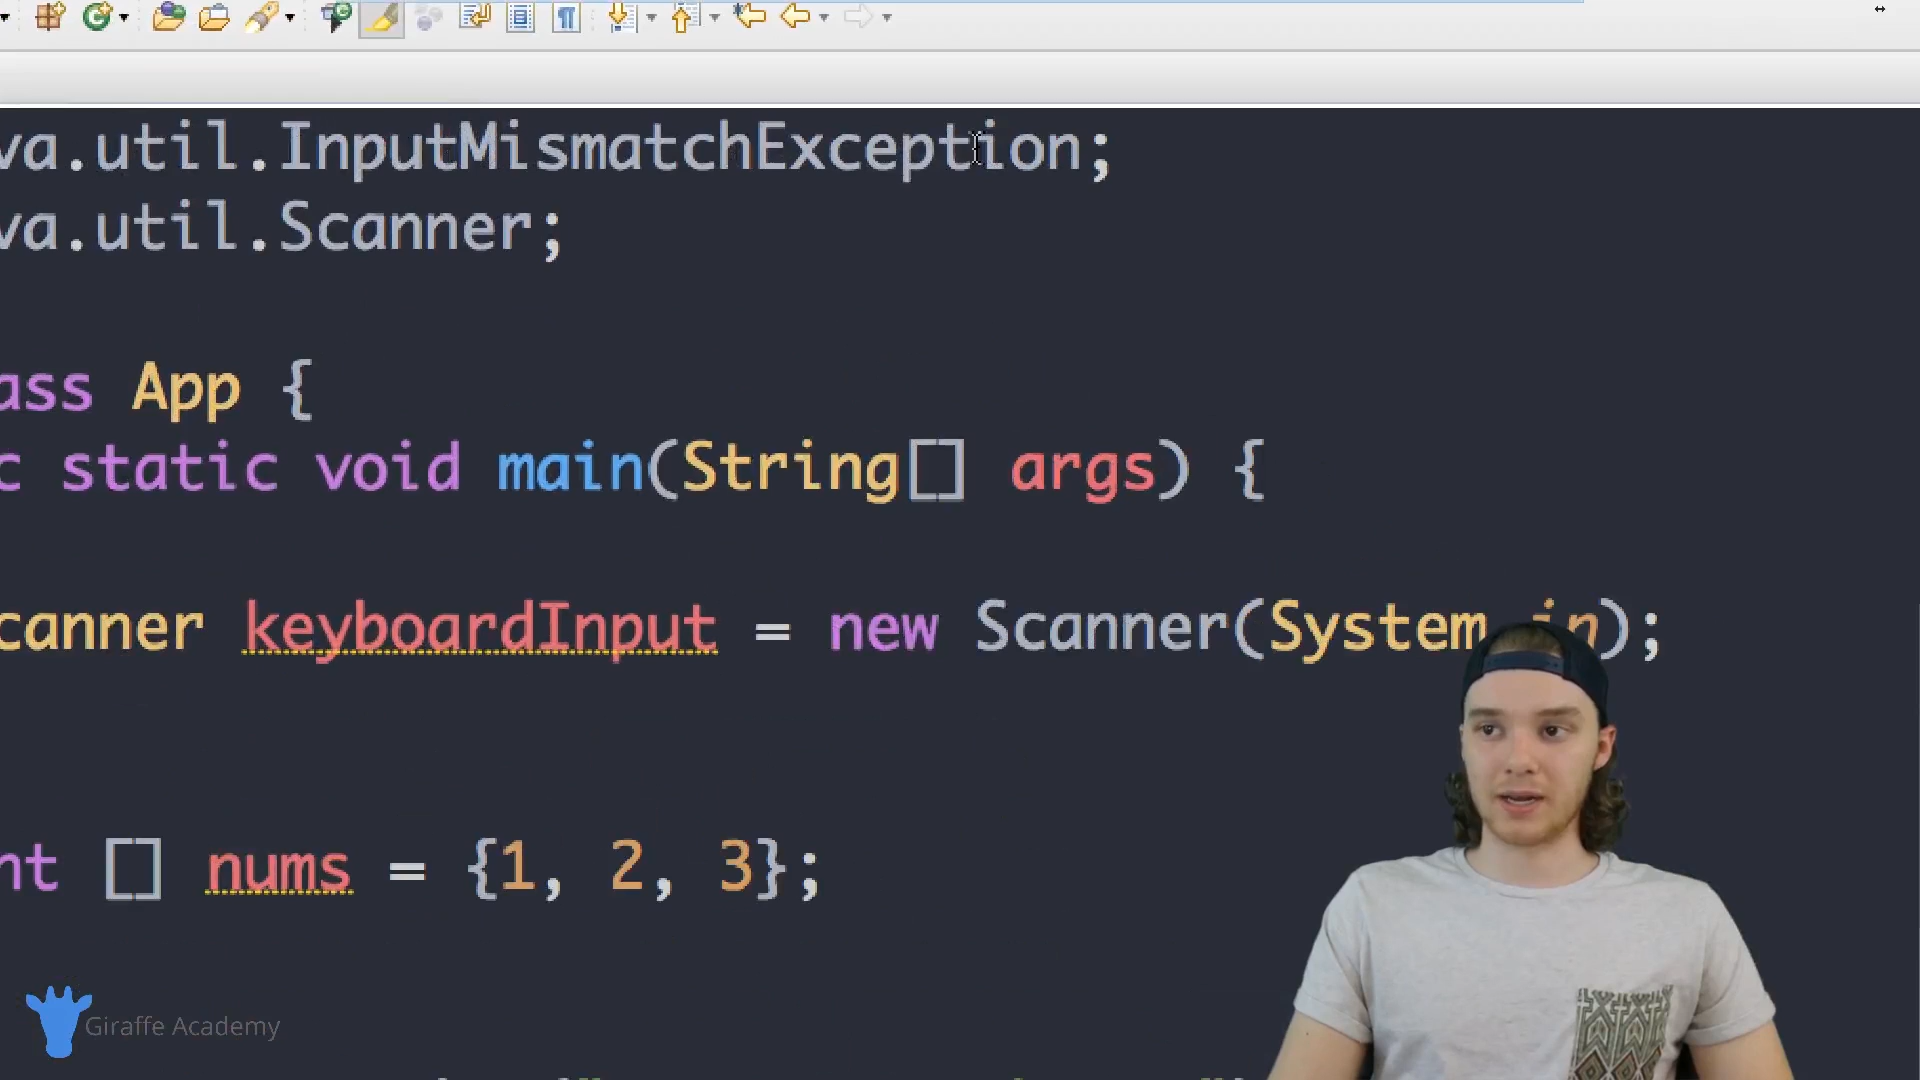 va.util.InputMismatchException;
va.util.Scanner;
ass App {
c static void main(String[] args) {
canner keyboardInput = new Scanner(System.in);
nt [] nums = {1, 2, 3};
Giraffe Academy